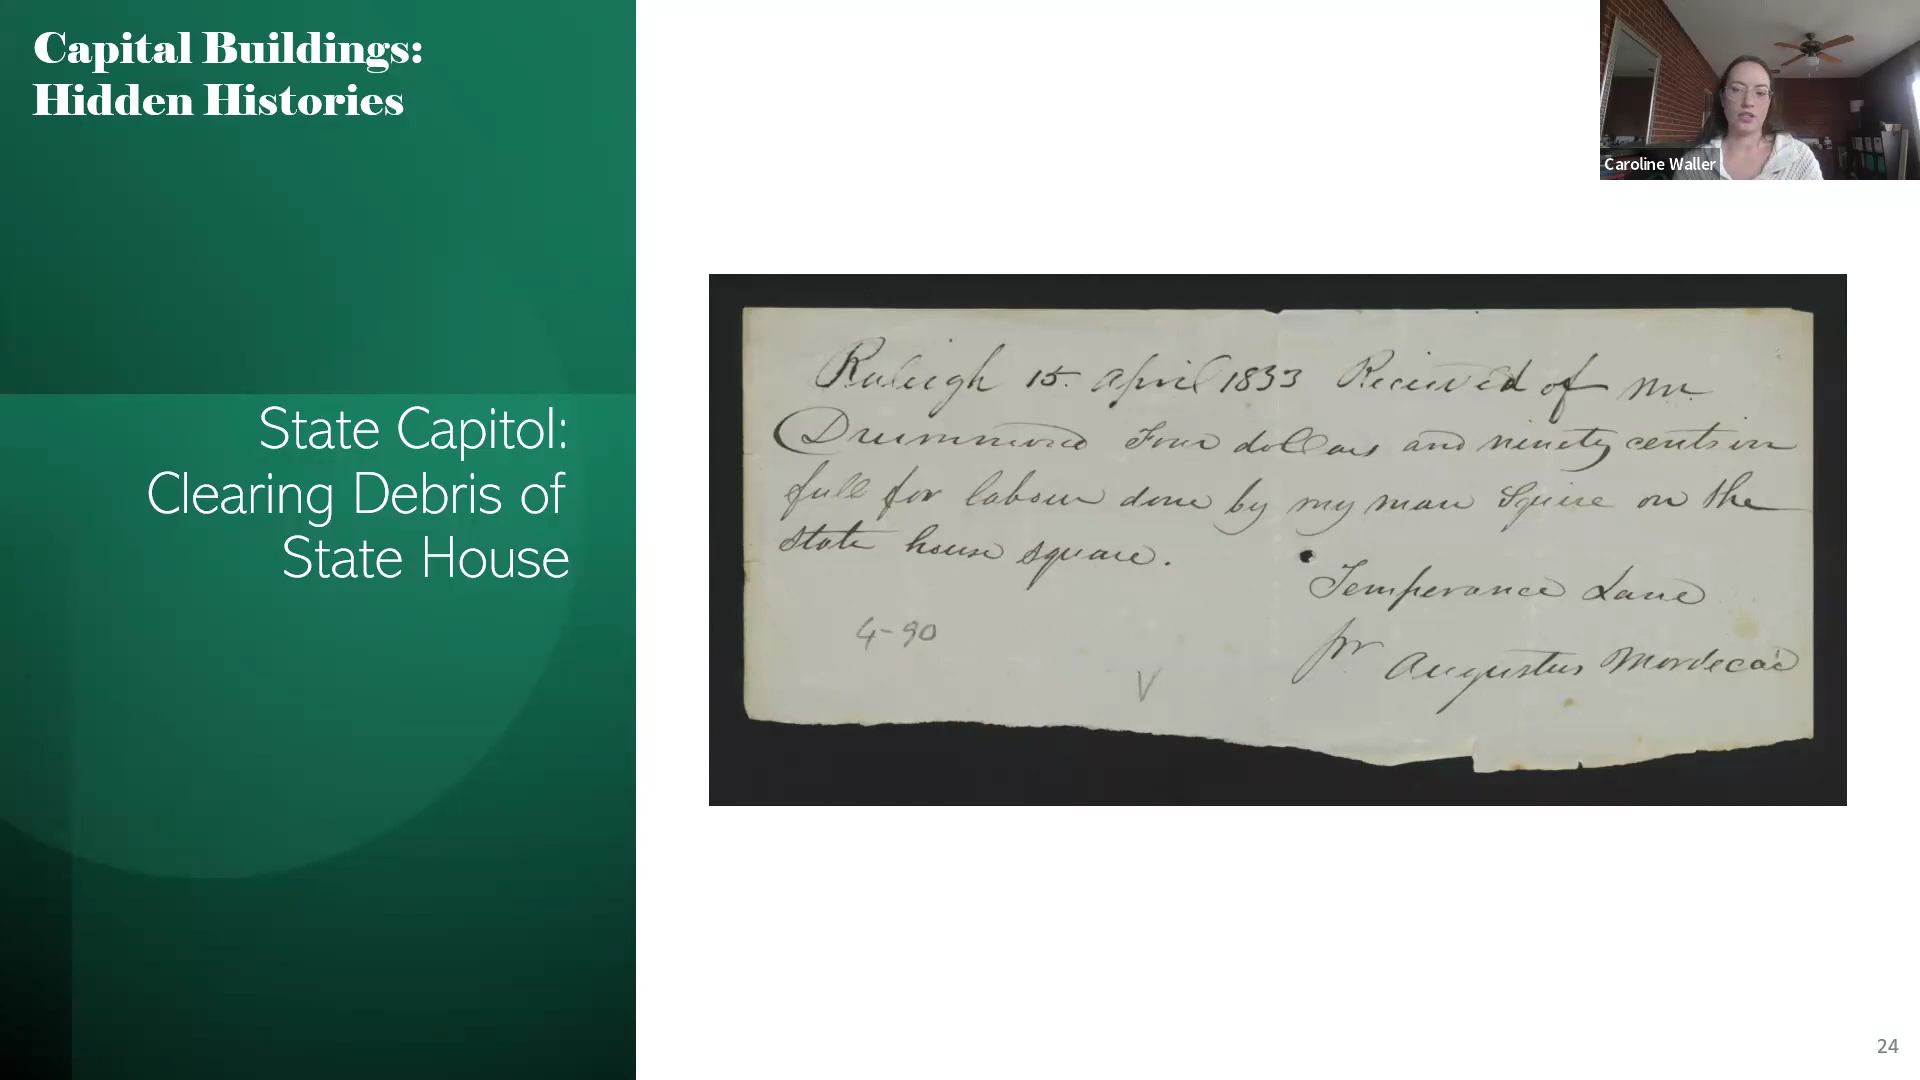 Capital Buildings:
Hidden Histories
Caroline Waller
State Capitol:
Clearing Debris of
State House
Raleigh 15. April 1833 Received of Mr.
Drummond Four dollars and ninety cents in
full for labour done by my man Squire on the
state house square.
Temperance Lane
4-90
pr Augustus Mordecai
24